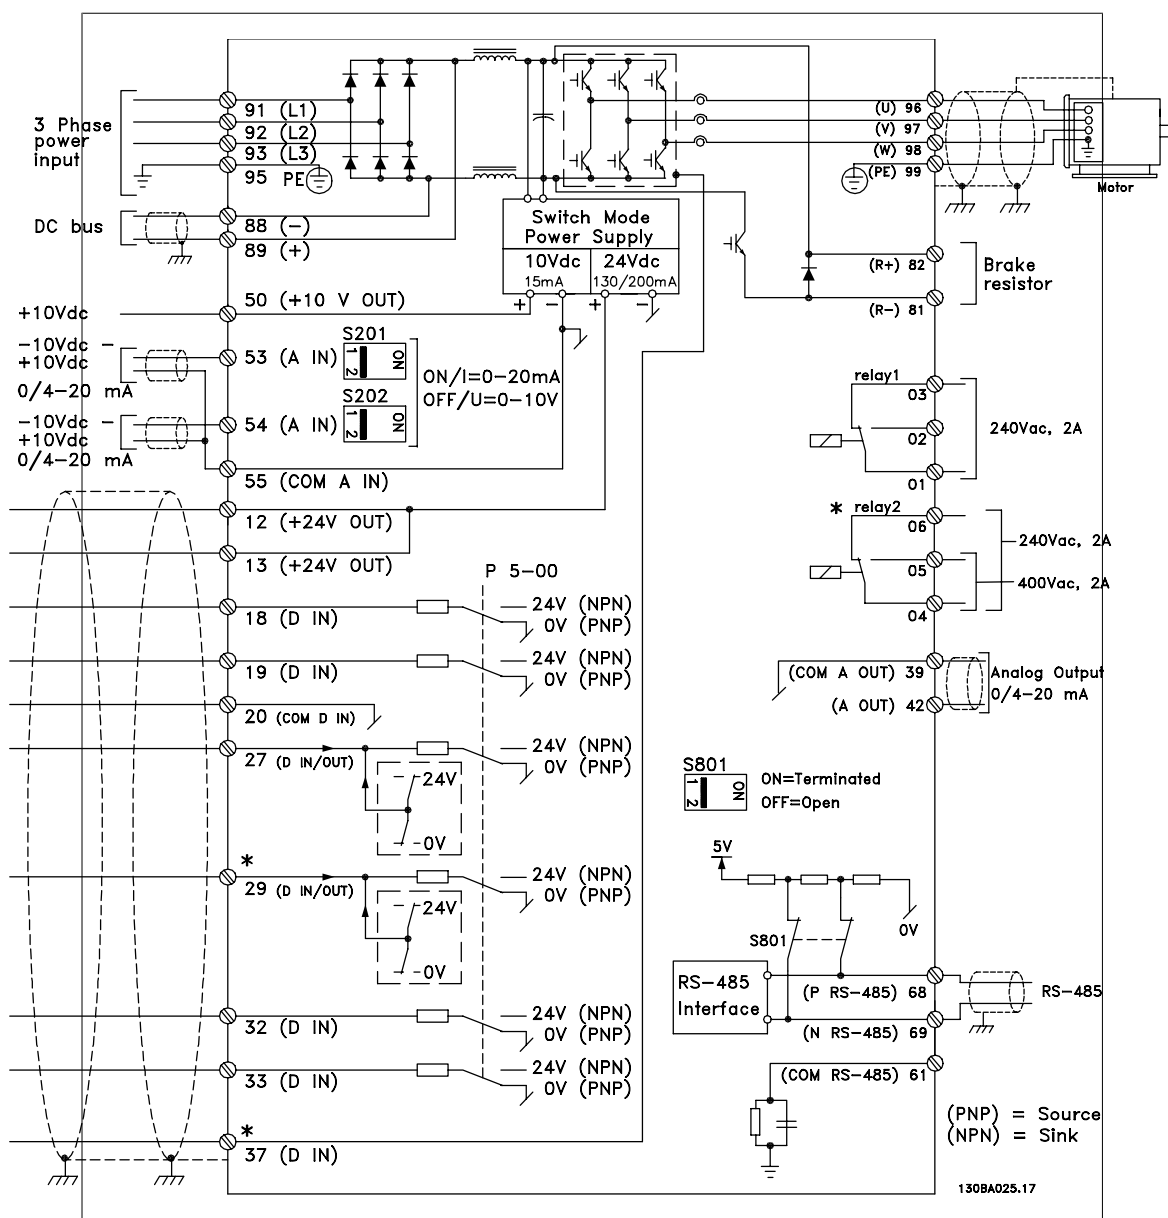 3 Phase
power
input
91 (L1)
92 (L2)
93 (L3)
95 PE
DC bus
88 (-)
89 (+)
50 (+10 V OUT)
+10Vdc
-10Vdc -
+10Vdc
0/4-20 mA
53 (A IN)
S201
1 2
ON
ON/I=0-20mA
OFF/U=0-10V
S202
1 2
ON
-10Vdc -
+10Vdc
0/4-20 mA
54 (A IN)
55 (COM A IN)
12 (+24V OUT)
13 (+24V OUT)
P 5-00
18 (D IN)
24V (NPN)
0V (PNP)
19 (D IN)
24V (NPN)
0V (PNP)
20 (COM D IN)
27 (D IN/OUT)
24V (NPN)
0V (PNP)
24V
0V
*
29 (D IN/OUT)
24V (NPN)
0V (PNP)
24V
0V
32 (D IN)
24V (NPN)
0V (PNP)
33 (D IN)
24V (NPN)
0V (PNP)
*
37 (D IN)
Switch Mode
Power Supply
10Vdc
15mA
24Vdc
130/200mA
+ - + -
(U) 96
(V) 97
(W) 98
(PE) 99
Motor
(R+) 82
(R-) 81
Brake
resistor
relay1
03
02
01
240Vac, 2A
* relay2
06
05
04
240Vac, 2A
400Vac, 2A
(COM A OUT) 39
(A OUT) 42
Analog Output
0/4-20 mA
S801
1 2
ON
ON=Terminated
OFF=Open
5V
0V
S801
RS-485
Interface
(P RS-485) 68
(N RS-485) 69
(COM RS-485) 61
RS-485
(PNP) = Source
(NPN) = Sink
130BA025.17